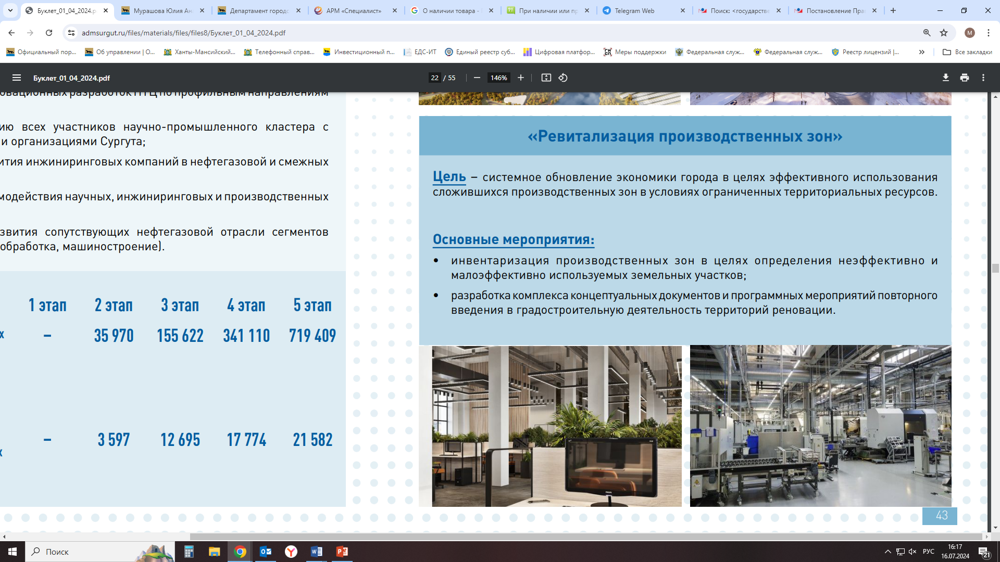 Буклет_01_04_2024.p
Мурашова Юлия Ан
Департамент городс
АРМ «Специалист»
О наличии товара -
При наличии или пр
Telegram Web
Поиск: <государстве
Постановление Пра
admsurgut.ru/files/materials/files/files8/Буклет_01_04_2024.pdf
M
Официальный пор...
Об управлении | О...
Ханты-Мансийский...
Телефонный справ...
Инвестиционный п...
ЕДС-ИТ
Единый реестр суб...
Цифровая платфор...
Меры поддержки
Федеральная служ...
Федеральная служ...
Реестр лицензий |...
Все закладки
Буклет_01_04_2024.pdf
22 / 55
146%
овационных разработок НТЦ по профильным направлениям
ию всех участников научно-промышленного кластера с
и организациями Сургута;
ития инжиниринговых компаний в нефтегазовой и смежных
модействия научных, инжиниринговых и производственных
звития сопутствующих нефтегазовой отрасли сегментов
обработка, машиностроение).
1 этап 2 этап 3 этап 4 этап 5 этап
х – 35 970 155 622 341 110 719 409
– 3 597 12 695 17 774 21 582
х
«Ревитализация производственных зон»
Цель – системное обновление экономики города в целях эффективного использования
сложившихся производственных зон в условиях ограниченных территориальных ресурсов.
Основные мероприятия:
• инвентаризация производственных зон в целях определения неэффективно и
малоэффективно используемых земельных участков;
• разработка комплекса концептуальных документов и программных мероприятий повторного
введения в градостроительную деятельность территорий реновации.
PHILIPS
43
Поиск
РУС
16:17
16.07.2024
21